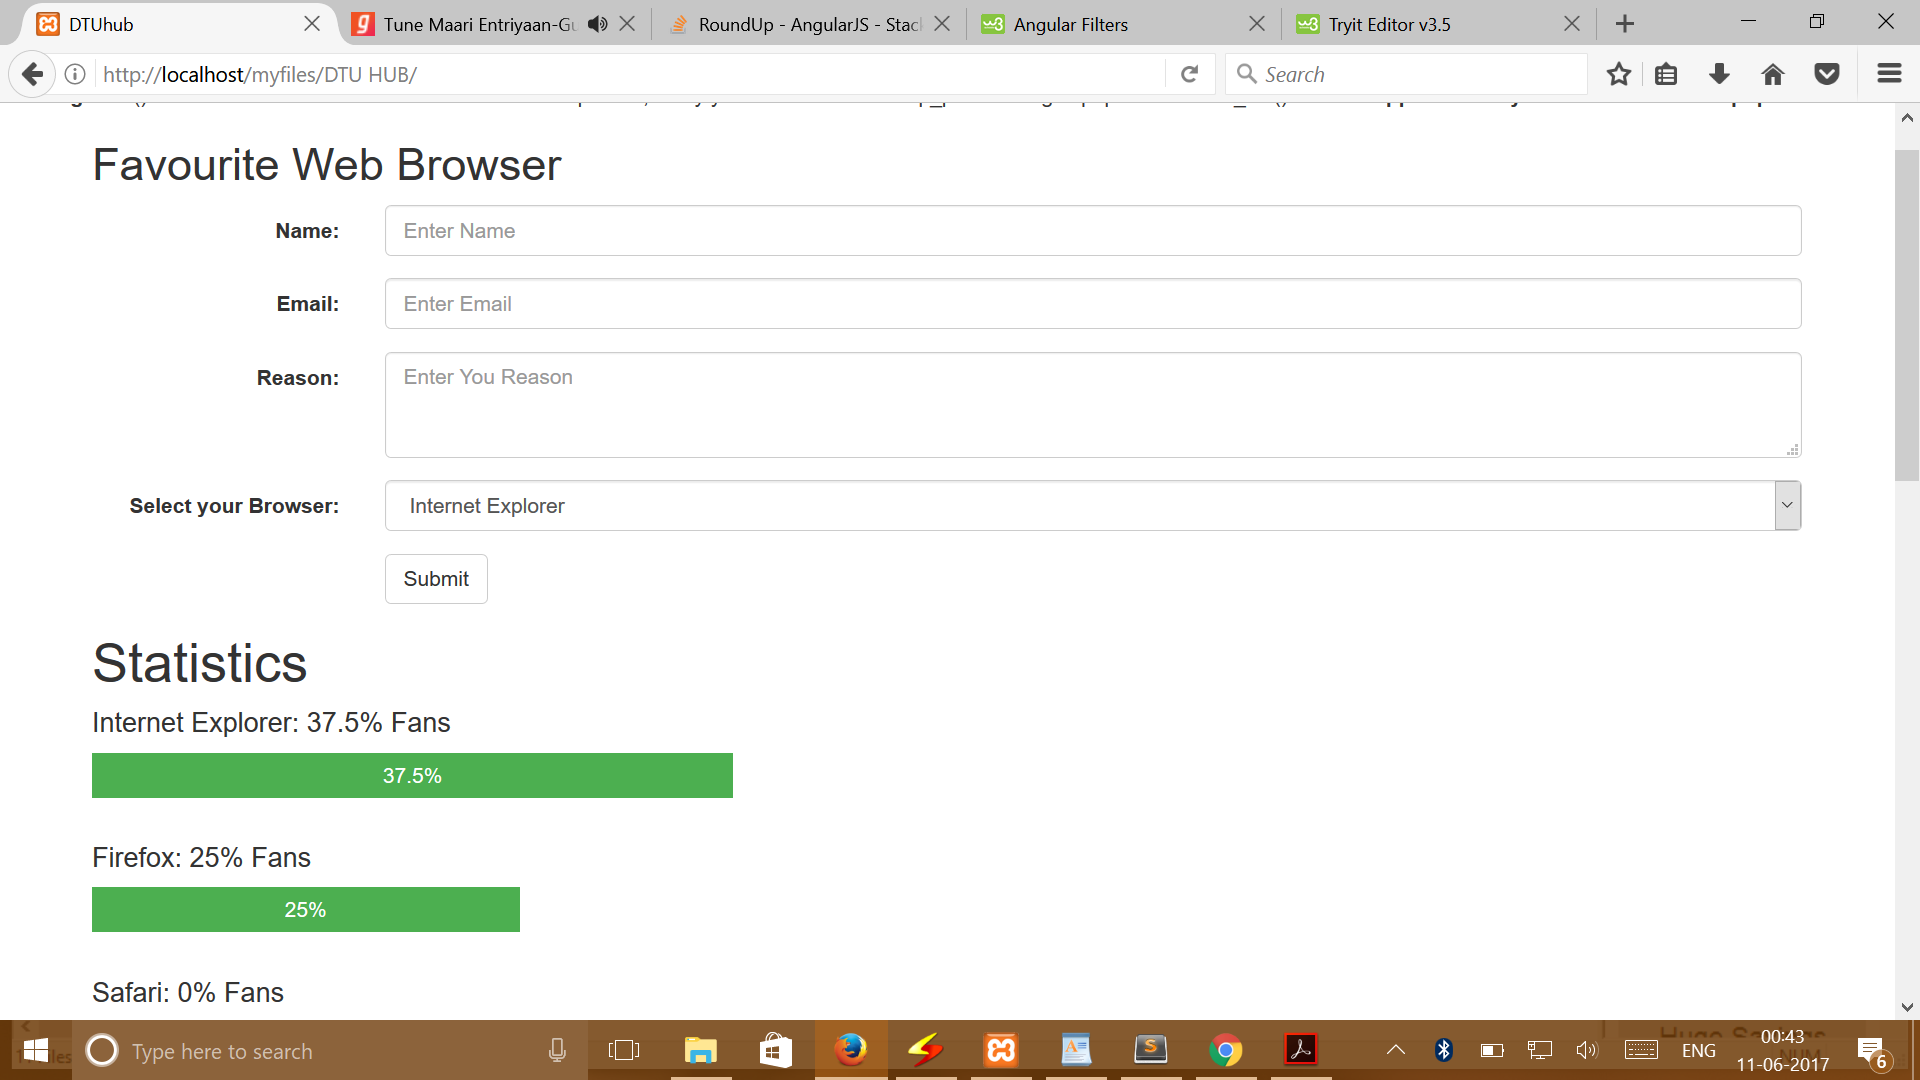 DTUhub
Tune Maari Entriyaan-Gu
RoundUp - AngularJS - Stack
Angular Filters
Tryit Editor v3.5
http://localhost/myfiles/DTU HUB/
Search
Favourite Web Browser
Name:
Enter Name
Email:
Enter Email
Reason:
Enter You Reason
Select your Browser:
Internet Explorer
Submit
Statistics
Internet Explorer: 37.5% Fans
37.5%
Firefox: 25% Fans
25%
Safari: 0% Fans
Type here to search
ENG
00:43
11-06-2017
6